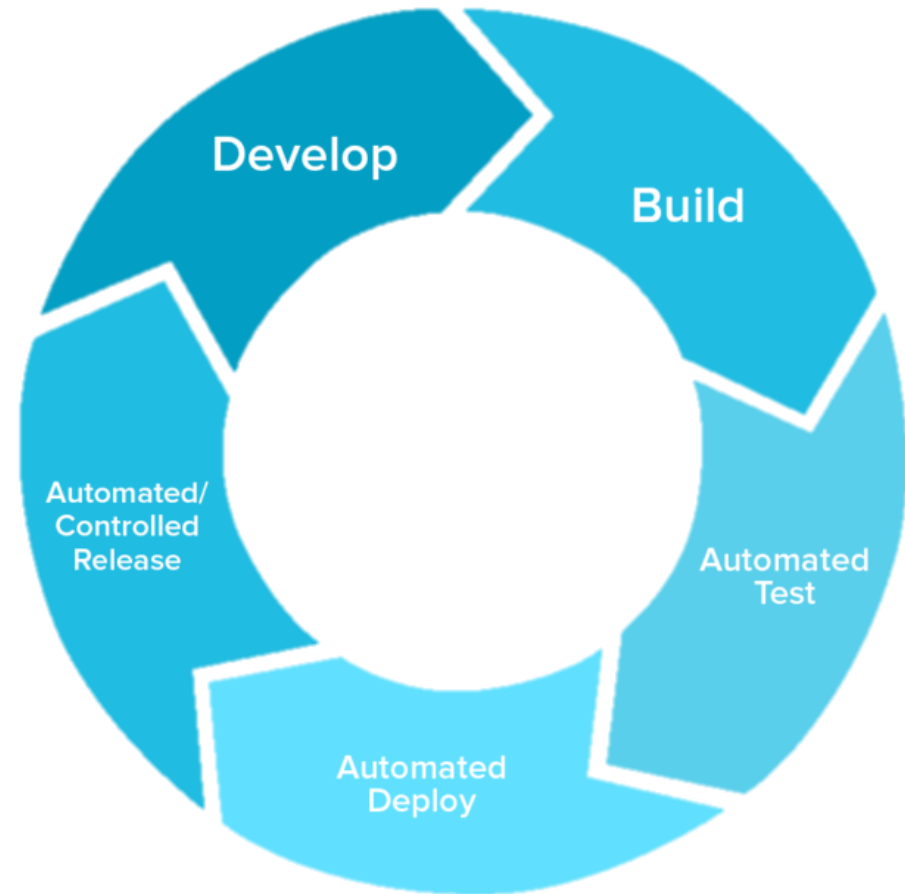 Develop
Build
Automated
Test
Automated
Deploy
Automated/
Controlled
Release